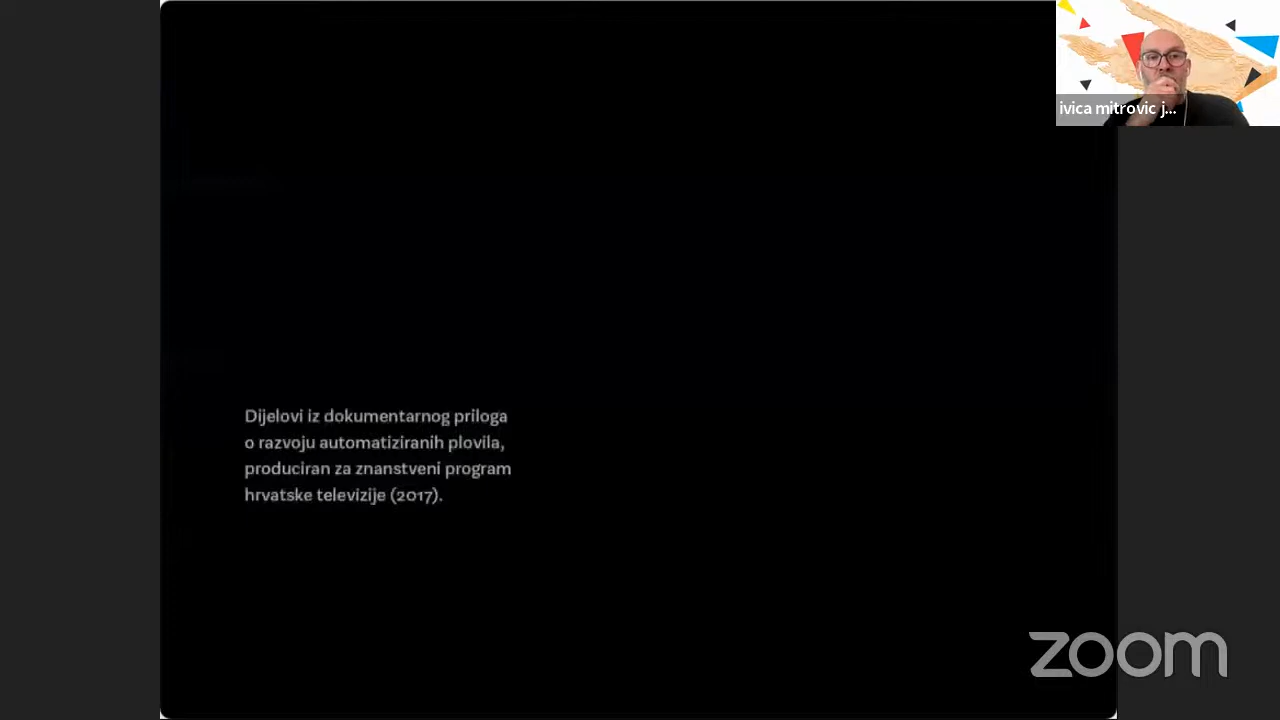 ivica mitrovic j...
Dijelovi iz dokumentarnog priloga
o razvoju automatiziranih plovila,
produciran za znanstveni program
hrvatske televizije (2017).
zoom